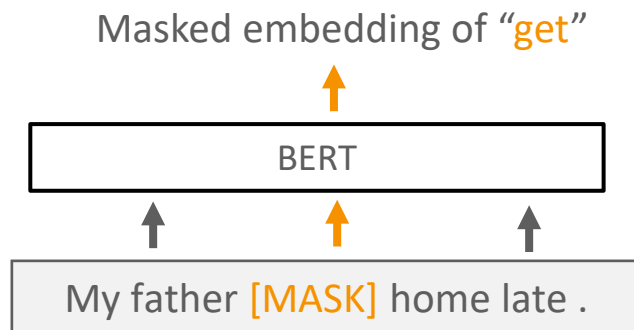 Masked embedding of “get”
BERT
My father [MASK] home late .